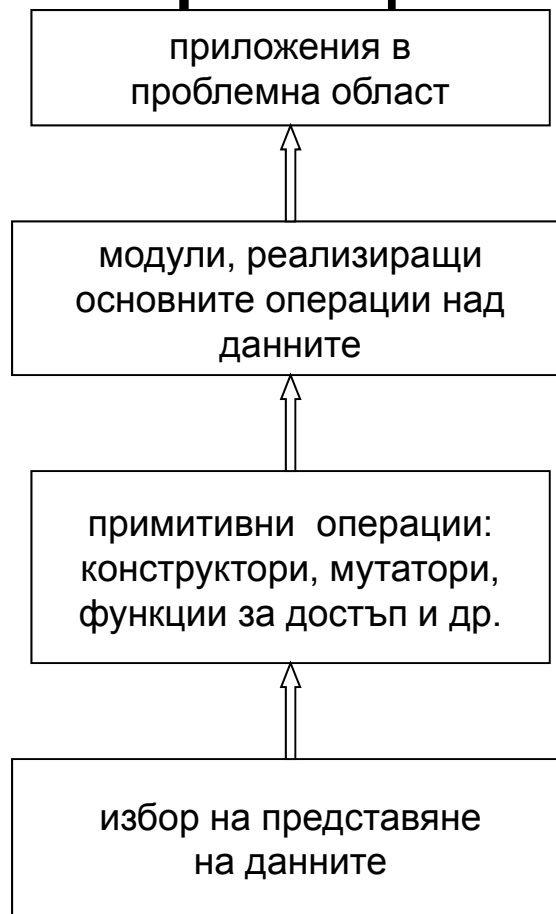 приложения в
проблемна област
модули, реализиращи
основните операции над
данните
примитивни операции:
конструктори, мутатори,
функции за достъп и др.
избор на представяне
на данните